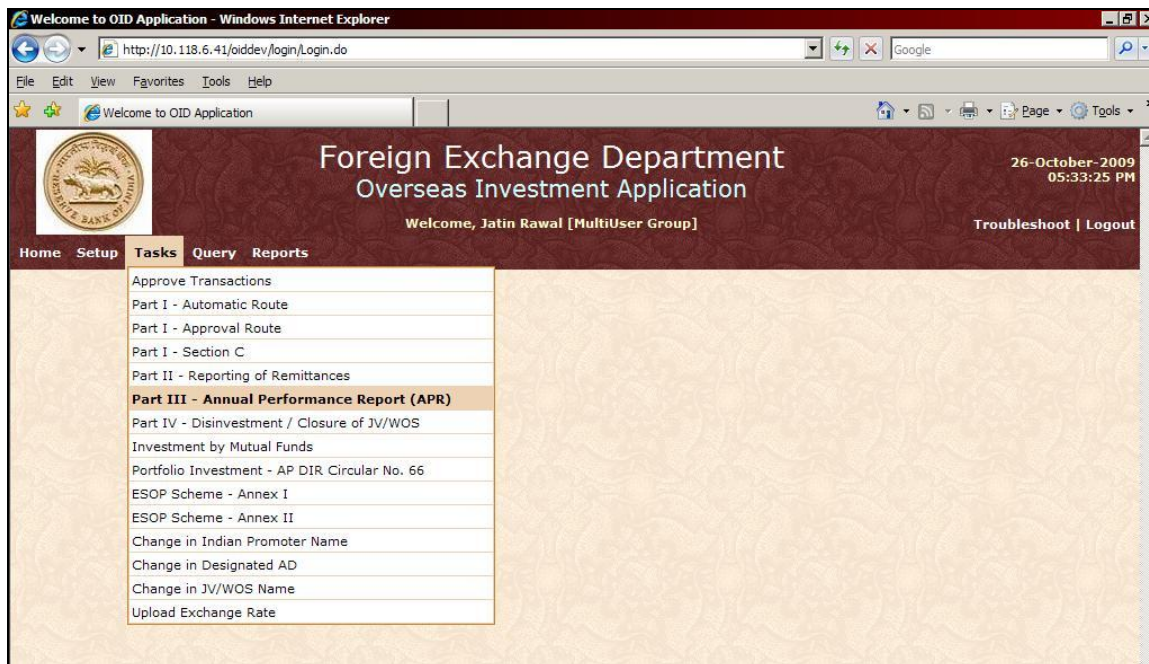 Welcome to OID Application - Windows Internet Explorer
http://10.118.6.41/oiddev/login/Login.do
Google
File Edit View Favorites Tools Help
Welcome to OID Application
Page Tools
Foreign Exchange Department
Overseas Investment Application
26-October-2009
05:33:25 PM
Welcome, Jatin Rawal [MultiUser Group]
Troubleshoot | Logout
Home Setup Tasks Query Reports
Approve Transactions
Part I - Automatic Route
Part I - Approval Route
Part I - Section C
Part II - Reporting of Remittances
Part III - Annual Performance Report (APR)
Part IV - Disinvestment / Closure of JV/WOS
Investment by Mutual Funds
Portfolio Investment - AP DIR Circular No. 66
ESOP Scheme - Annex I
ESOP Scheme - Annex II
Change in Indian Promoter Name
Change in Designated AD
Change in JV/WOS Name
Upload Exchange Rate